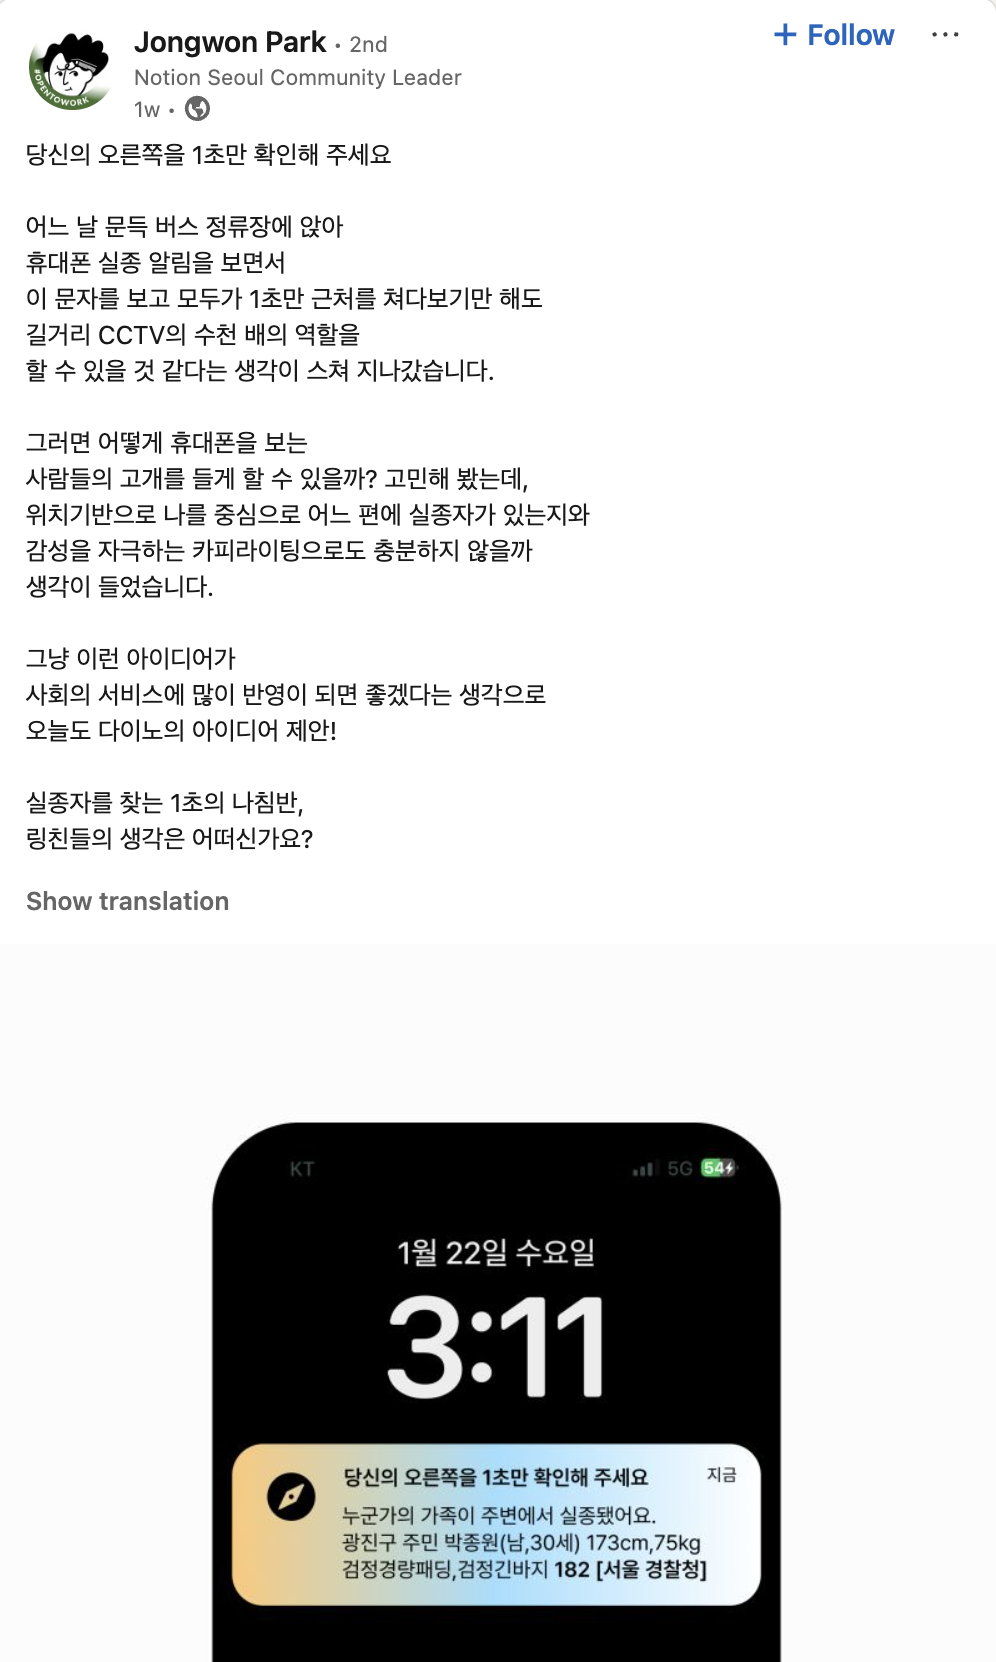 Jongwon Park • 2nd
+ Follow
Notion Seoul Community Leader
1w •
#OPENTOWORK
당신의 오른쪽을 1초만 확인해 주세요
어느 날 문득 버스 정류장에 앉아
휴대폰 실종 알림을 보면서
이 문자를 보고 모두가 1초만 근처를 쳐다보기만 해도
길거리 CCTV의 수천 배의 역할을
할 수 있을 것 같다는 생각이 스쳐 지나갔습니다.
그러면 어떻게 휴대폰을 보는
사람들의 고개를 들게 할 수 있을까? 고민해 봤는데,
위치기반으로 나를 중심으로 어느 편에 실종자가 있는지와
감성을 자극하는 카피라이팅으로도 충분하지 않을까
생각이 들었습니다.
그냥 이런 아이디어가
사회의 서비스에 많이 반영이 되면 좋겠다는 생각으로
오늘도 다이노의 아이디어 제안!
실종자를 찾는 1초의 나침반,
링친들의 생각은 어떠신가요?
Show translation
KT
5G 54
1월 22일 수요일
3:11
당신의 오른쪽을 1초만 확인해 주세요
지금
누군가의 가족이 주변에서 실종됐어요.
광진구 주민 박종원(남,30세) 173cm,75kg
검정경량패딩,검정긴바지 182 [서울 경찰청]